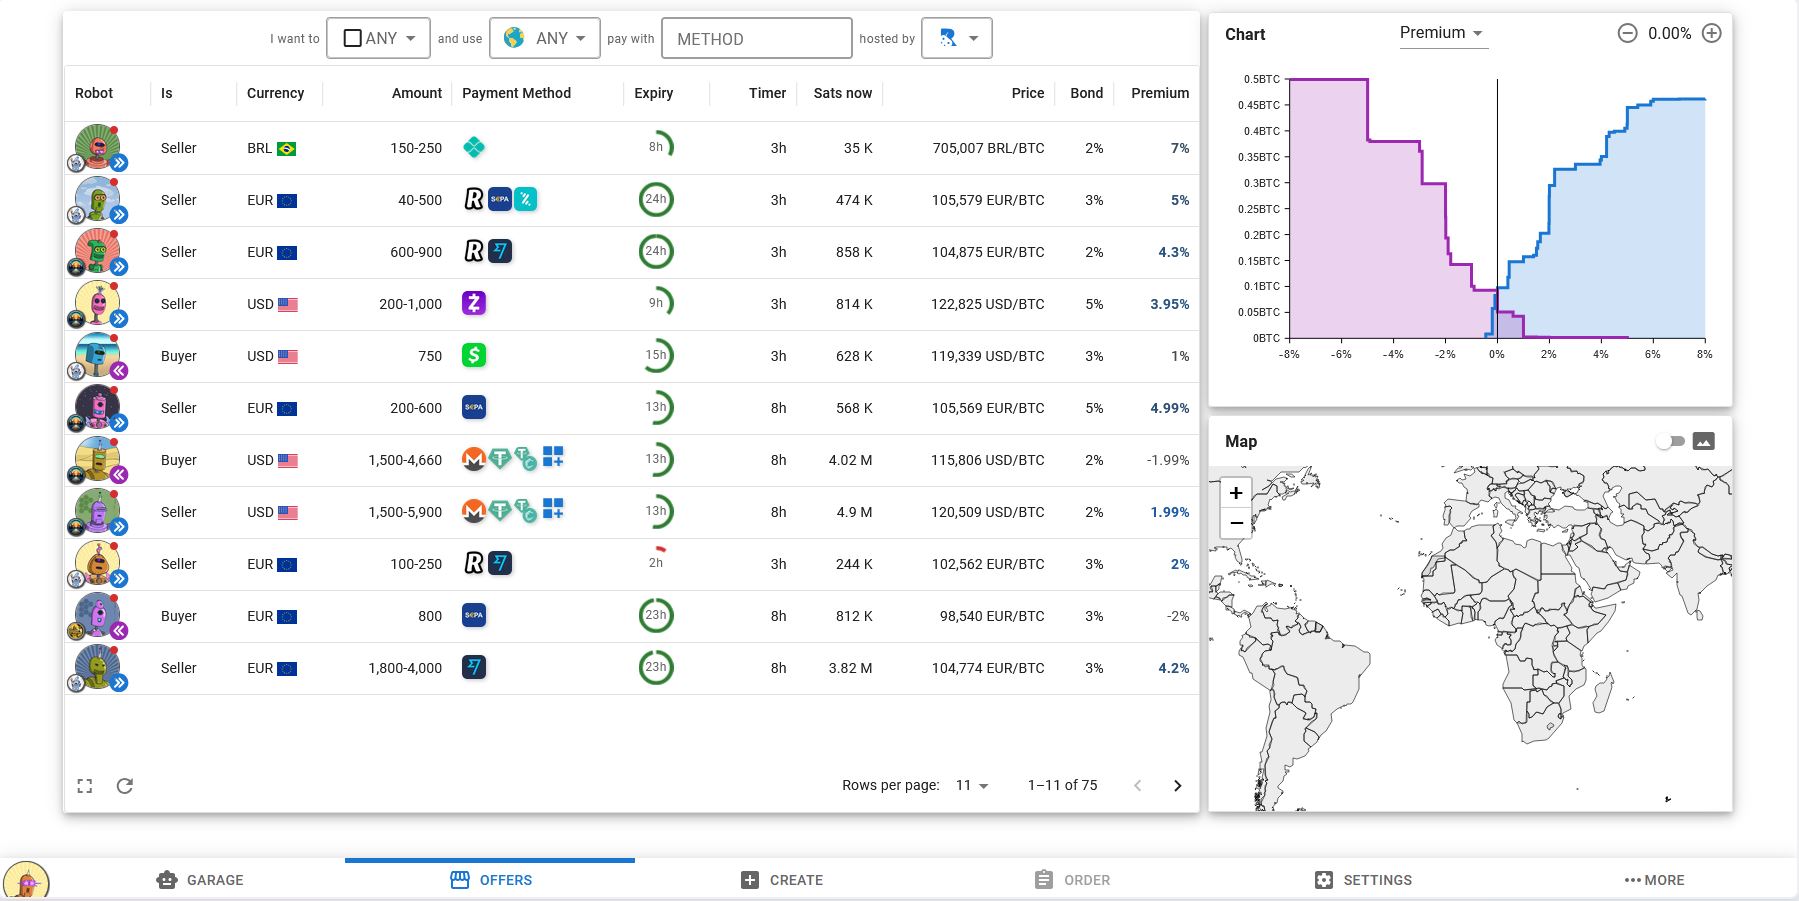 I want to ANY and use ANY pay with METHOD hosted by
Robot Is Currency Amount Payment Method Expiry Timer Sats now Price Bond Premium
Seller BRL 150-250 8h 3h 35 K 705,007 BRL/BTC 2% 7%
Seller EUR 40-500 R S€PA 24h 3h 474 K 105,579 EUR/BTC 3% 5%
Seller EUR 600-900 R 24h 3h 858 K 104,875 EUR/BTC 2% 4.3%
Seller USD 200-1,000 9h 3h 814 K 122,825 USD/BTC 5% 3.95%
Buyer USD 750 $ 15h 3h 628 K 119,339 USD/BTC 3% 1%
Seller EUR 200-600 S€PA 13h 8h 568 K 105,569 EUR/BTC 5% 4.99%
Buyer USD 1,500-4,660 13h 8h 4.02 M 115,806 USD/BTC 2% -1.99%
Seller USD 1,500-5,900 13h 8h 4.9 M 120,509 USD/BTC 2% 1.99%
Seller EUR 100-250 R 2h 3h 244 K 102,562 EUR/BTC 3% 2%
Buyer EUR 800 S€PA 23h 8h 812 K 98,540 EUR/BTC 3% -2%
Seller EUR 1,800-4,000 23h 8h 3.82 M 104,774 EUR/BTC 3% 4.2%
Rows per page: 11 1–11 of 75
Chart Premium 0.00%
0.5BTC
0.45BTC
0.4BTC
0.35BTC
0.3BTC
0.25BTC
0.2BTC
0.15BTC
0.1BTC
0.05BTC
0BTC
-8% -6% -4% -2% 0% 2% 4% 6% 8%
Map
+
−
GARAGE OFFERS CREATE ORDER SETTINGS MORE